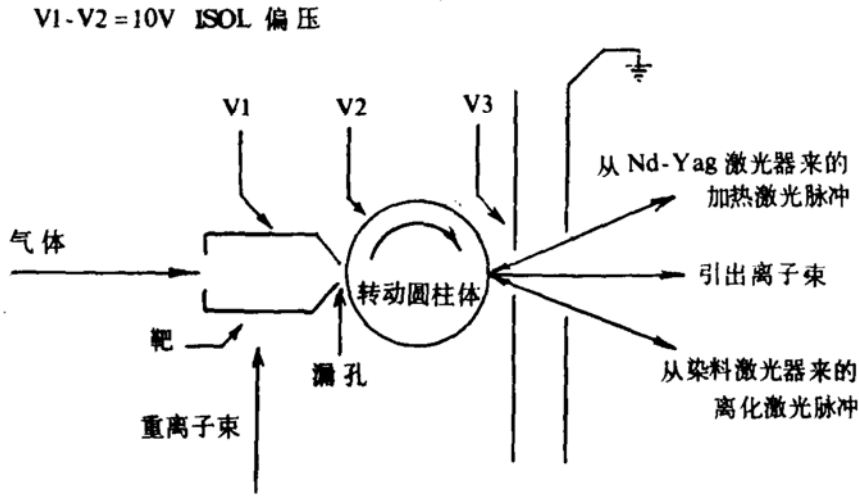 V1-V2=10V ISOL 偏压
V1
V2
V3
从 Nd-Yag 激光器来的
加热激光脉冲
气体
引出离子束
转动圆柱体
靶
漏孔
从染料激光器来的
离化激光脉冲
重离子束